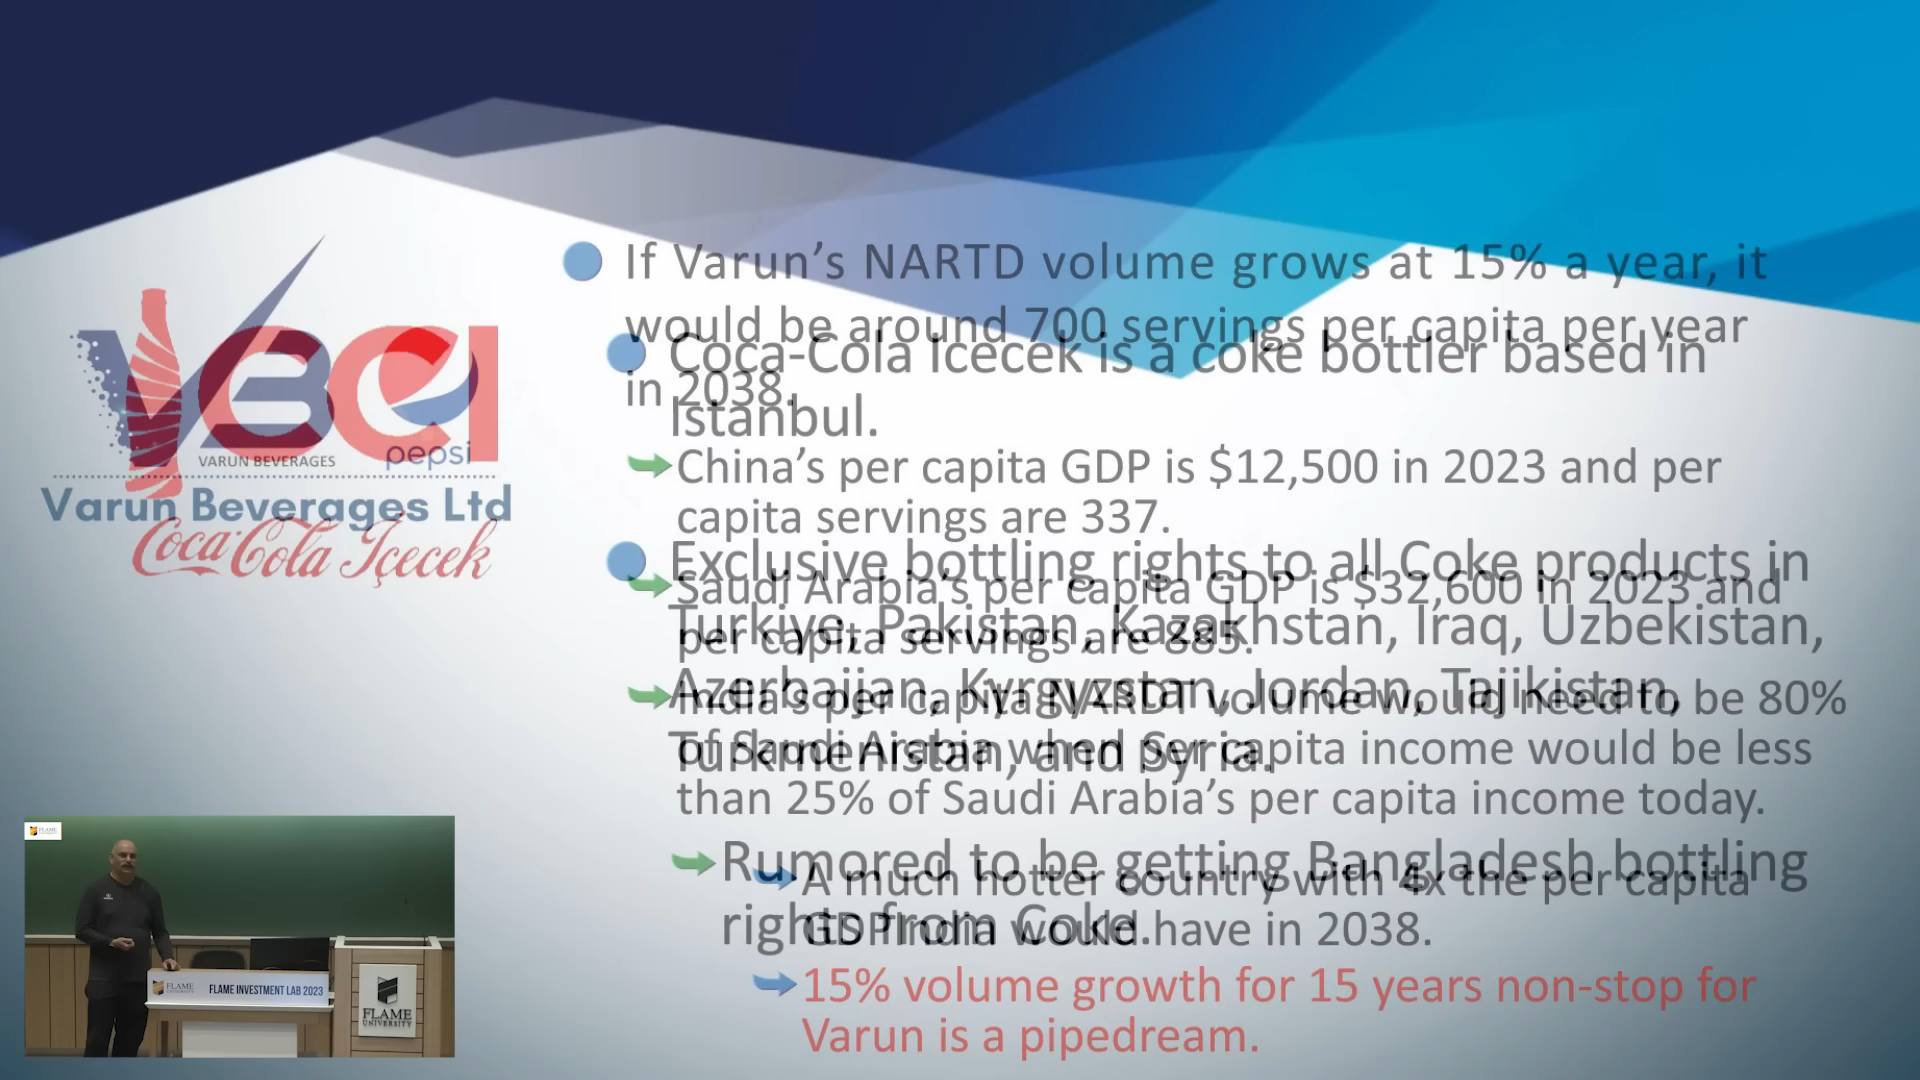 If Varun’s NARTD volume grows at 15% a year, it
would be around 700 servings per capita per year
in 2038.
China’s per capita GDP is $12,500 in 2023 and per
capita servings are 337.
Saudi Arabia’s per capita GDP is $32,600 in 2023 and
per capita servings are 885.
India’s per capita NARDT volume would need to be 80%
of Saudi Arabia when per capita income would be less
than 25% of Saudi Arabia’s per capita income today.
A much hotter country with 4x the per capita
GDP India would have in 2038.
15% volume growth for 15 years non-stop for
Varun is a pipedream.
Coca-Cola Icecek is a coke bottler based in
Istanbul.
Exclusive bottling rights to all Coke products in
Turkiye, Pakistan, Kazakhstan, Iraq, Uzbekistan,
Azerbaijan, Kyrgyzstan, Jordan, Tajikistan,
Turkmenistan, and Syria.
Rumored to be getting Bangladesh bottling
rights from Coke.
VBL
CCI
VARUN BEVERAGES
pepsi
Varun Beverages Ltd
Coca-Cola Içecek
FLAME
FLAME
UNIVERSITY
FLAME INVESTMENT LAB 2023
FLAME
UNIVERSITY